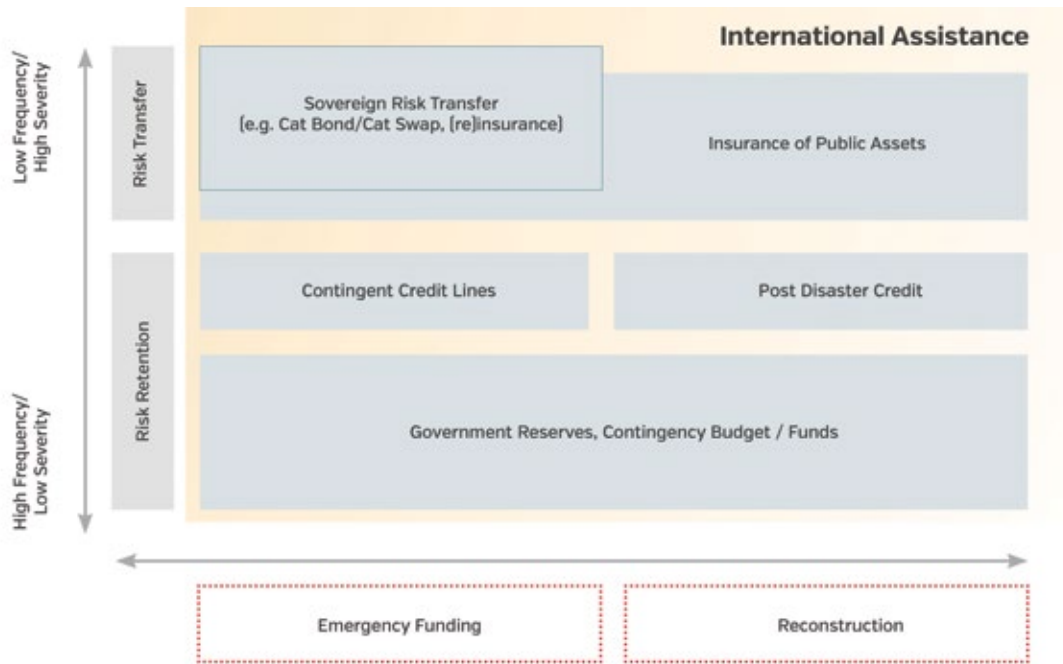 International Assistance
Low Frequency/
High Severity
Risk Transfer
Sovereign Risk Transfer
(e.g. Cat Bond/Cat Swap, (re)insurance)
Insurance of Public Assets
Contingent Credit Lines
Post Disaster Credit
High Frequency/
Low Severity
Risk Retention
Government Reserves, Contingency Budget / Funds
Emergency Funding
Reconstruction